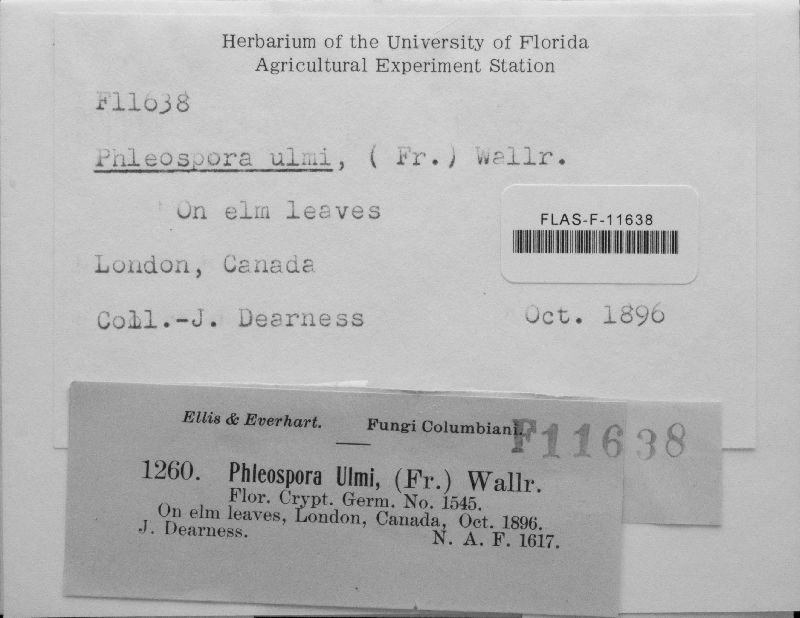 Herbarium of the University of Florida
Agricultural Experiment Station
F11638
Phleospora ulmi, ( Fr.) Wallr.
On elm leaves
FLAS-F-11638
London, Canada
Coll.-J. Dearness Oct. 1896
Ellis & Everhart. Fungi Columbiani.
F11638
1260. Phleospora Ulmi, (Fr.) Wallr.
Flor. Crypt. Germ. No. 1545.
On elm leaves, London, Canada, Oct. 1896.
J. Dearness. N. A. F. 1617.